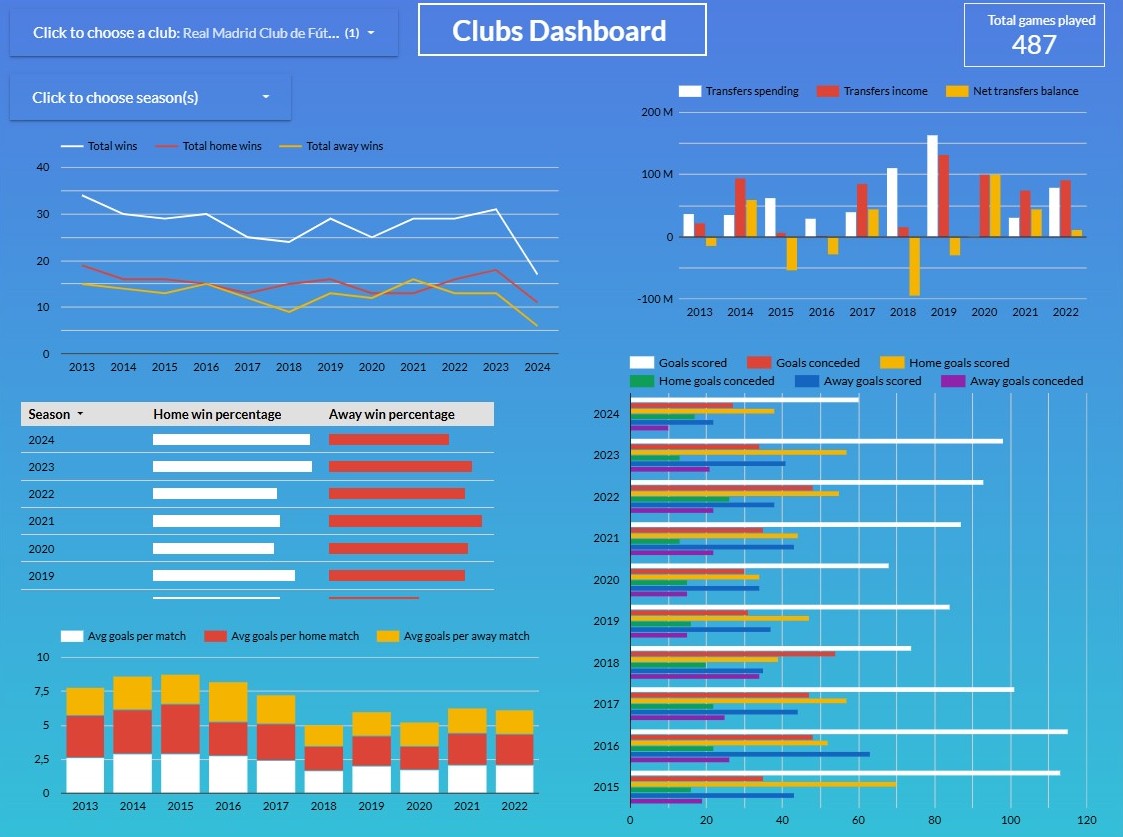 Click to choose a club: Real Madrid Club de Fút... (1)
Clubs Dashboard
Total games played
487
Click to choose season(s)
Total wins Total home wins Total away wins
40
30
20
10
0
2013 2014 2015 2016 2017 2018 2019 2020 2021 2022 2023 2024
Transfers spending Transfers income Net transfers balance
200 M
100 M
0
-100 M
2013 2014 2015 2016 2017 2018 2019 2020 2021 2022
Season Home win percentage Away win percentage
2024
2023
2022
2021
2020
2019
Goals scored Goals conceded Home goals scored
Home goals conceded Away goals scored Away goals conceded
2024
2023
2022
2021
2020
2019
2018
2017
2016
2015
0 20 40 60 80 100 120
Avg goals per match Avg goals per home match Avg goals per away match
10
7,5
5
2,5
0
2013 2014 2015 2016 2017 2018 2019 2020 2021 2022